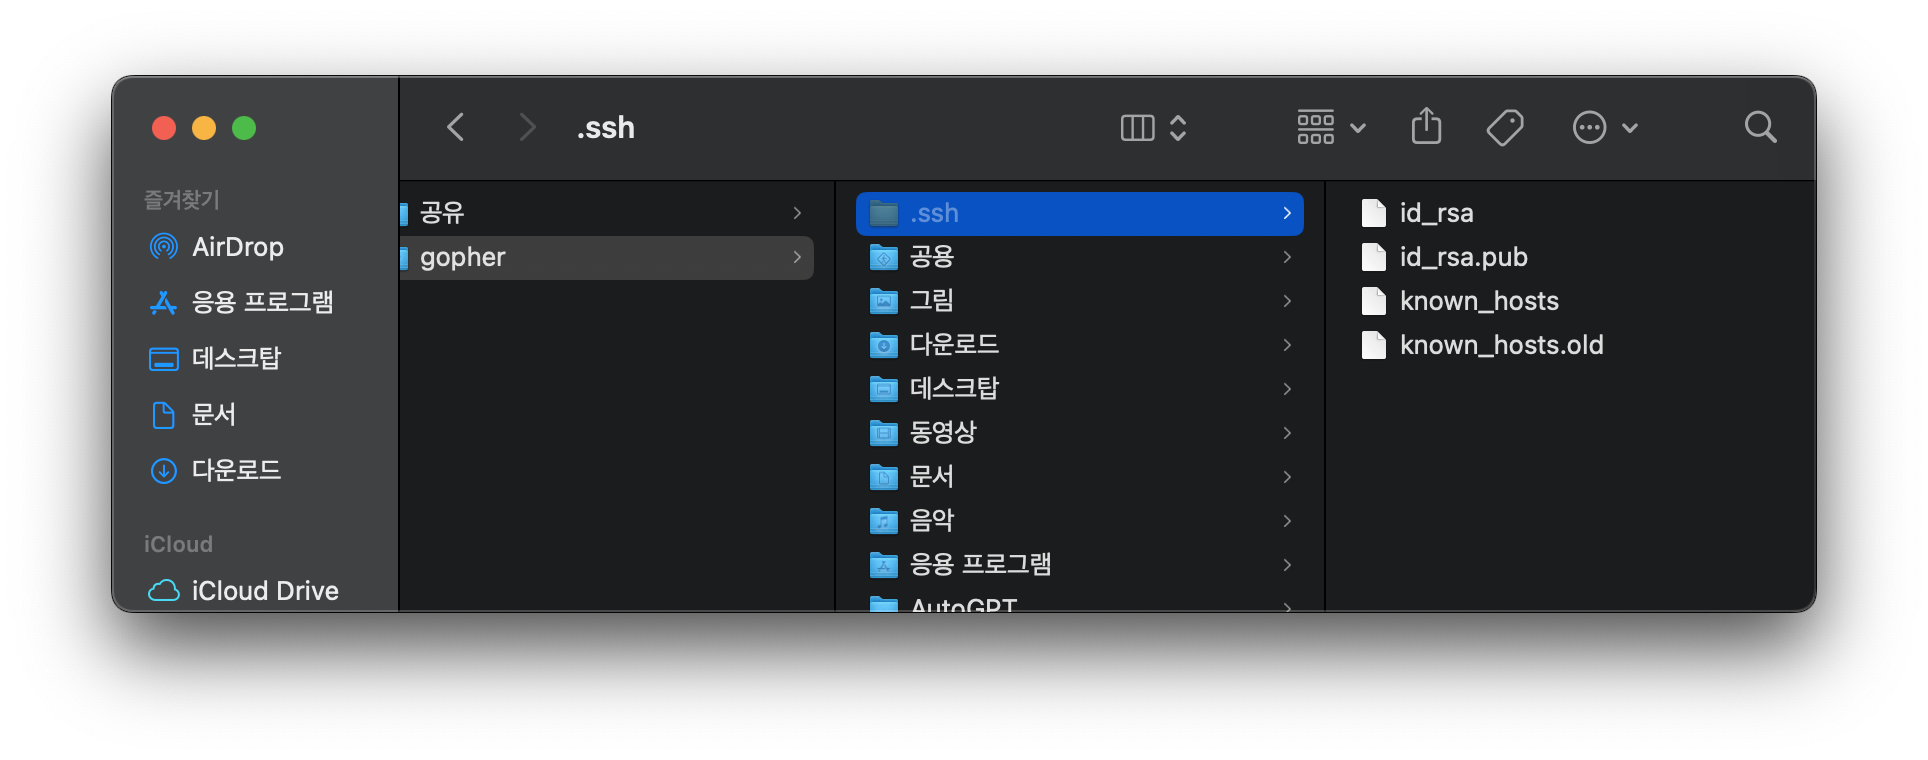 .ssh
즐겨찾기
AirDrop
응용 프로그램
데스크탑
문서
다운로드
iCloud
iCloud Drive
공유
gopher
.ssh
공용
그림
다운로드
데스크탑
동영상
문서
음악
응용 프로그램
AutoGPT
id_rsa
id_rsa.pub
known_hosts
known_hosts.old